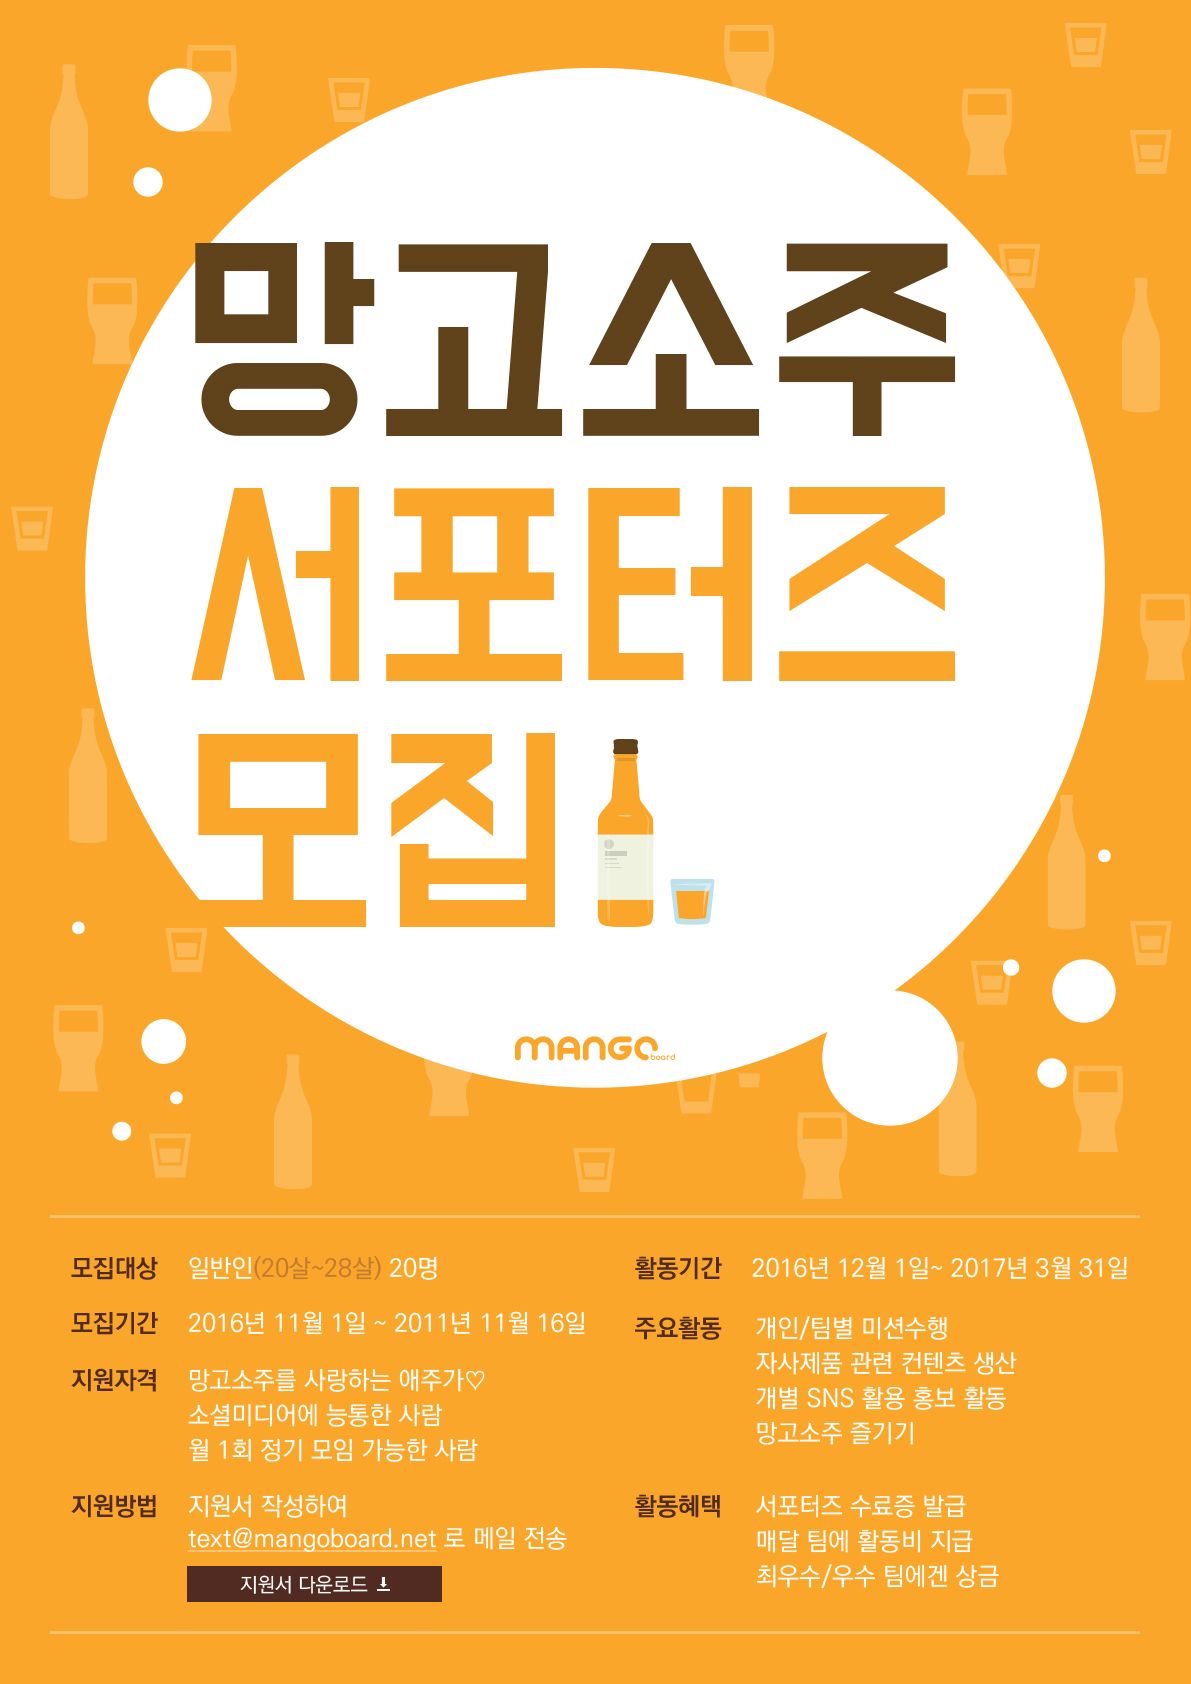 망고소주
서포터즈
모집
MANGO board
모집대상 일반인(20살~28살) 20명
모집기간 2016년 11월 1일 ~ 2011년 11월 16일
지원자격 망고소주를 사랑하는 애주가♡
소셜미디어에 능통한 사람
월 1회 정기 모임 가능한 사람
지원방법 지원서 작성하여
text@mangoboard.net 로 메일 전송
지원서 다운로드
활동기간 2016년 12월 1일~ 2017년 3월 31일
주요활동 개인/팀별 미션수행
자사제품 관련 컨텐츠 생산
개별 SNS 활용 홍보 활동
망고소주 즐기기
활동혜택 서포터즈 수료증 발급
매달 팀에 활동비 지급
최우수/우수 팀에겐 상금